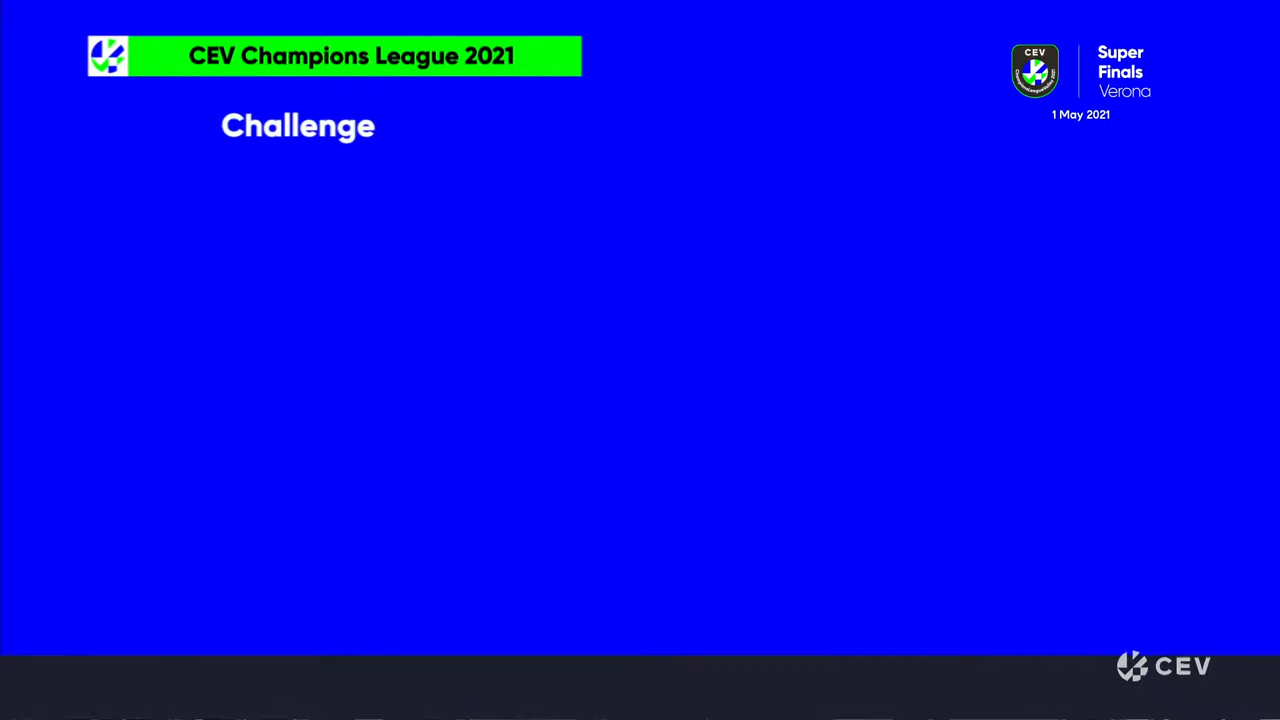 CEV Champions League 2021
Challenge
CEV
Super
Finals
Verona
1 May 2021
CEV